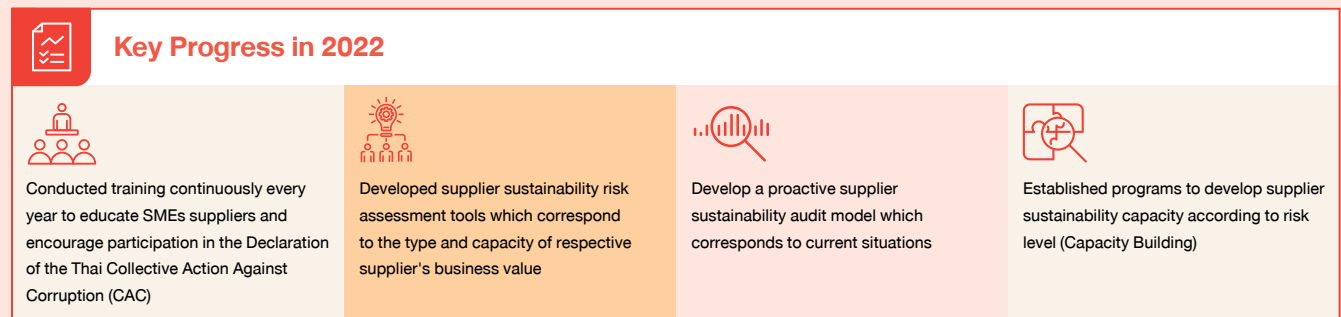 Key Progress in 2022
Conducted training continuously every
year to educate SMEs suppliers and
encourage participation in the Declaration
of the Thai Collective Action Against
Corruption (CAC)
Developed supplier sustainability risk
assessment tools which correspond
to the type and capacity of respective
supplier's business value
Develop a proactive supplier
sustainability audit model which
corresponds to current situations
Established programs to develop supplier
sustainability capacity according to risk
level (Capacity Building)